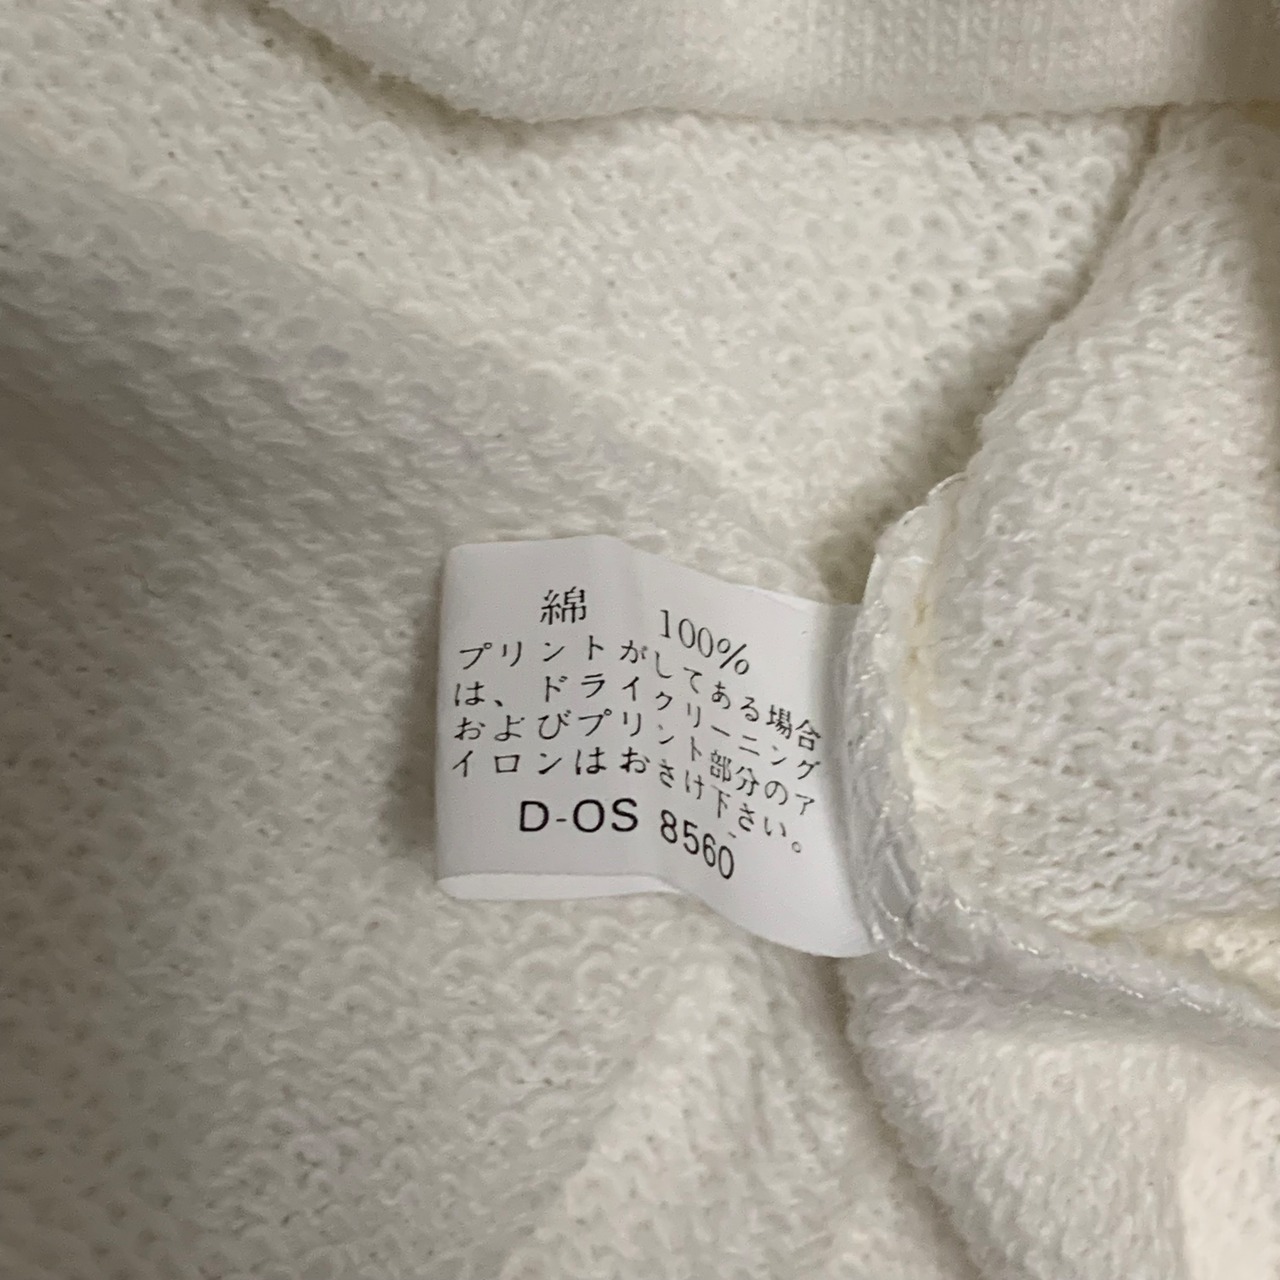 綿 100%
プリントがしてある場合
は、ドライクリーニング
およびプリント部分のア
イロンはおさけ下さい。
D-OS 8560